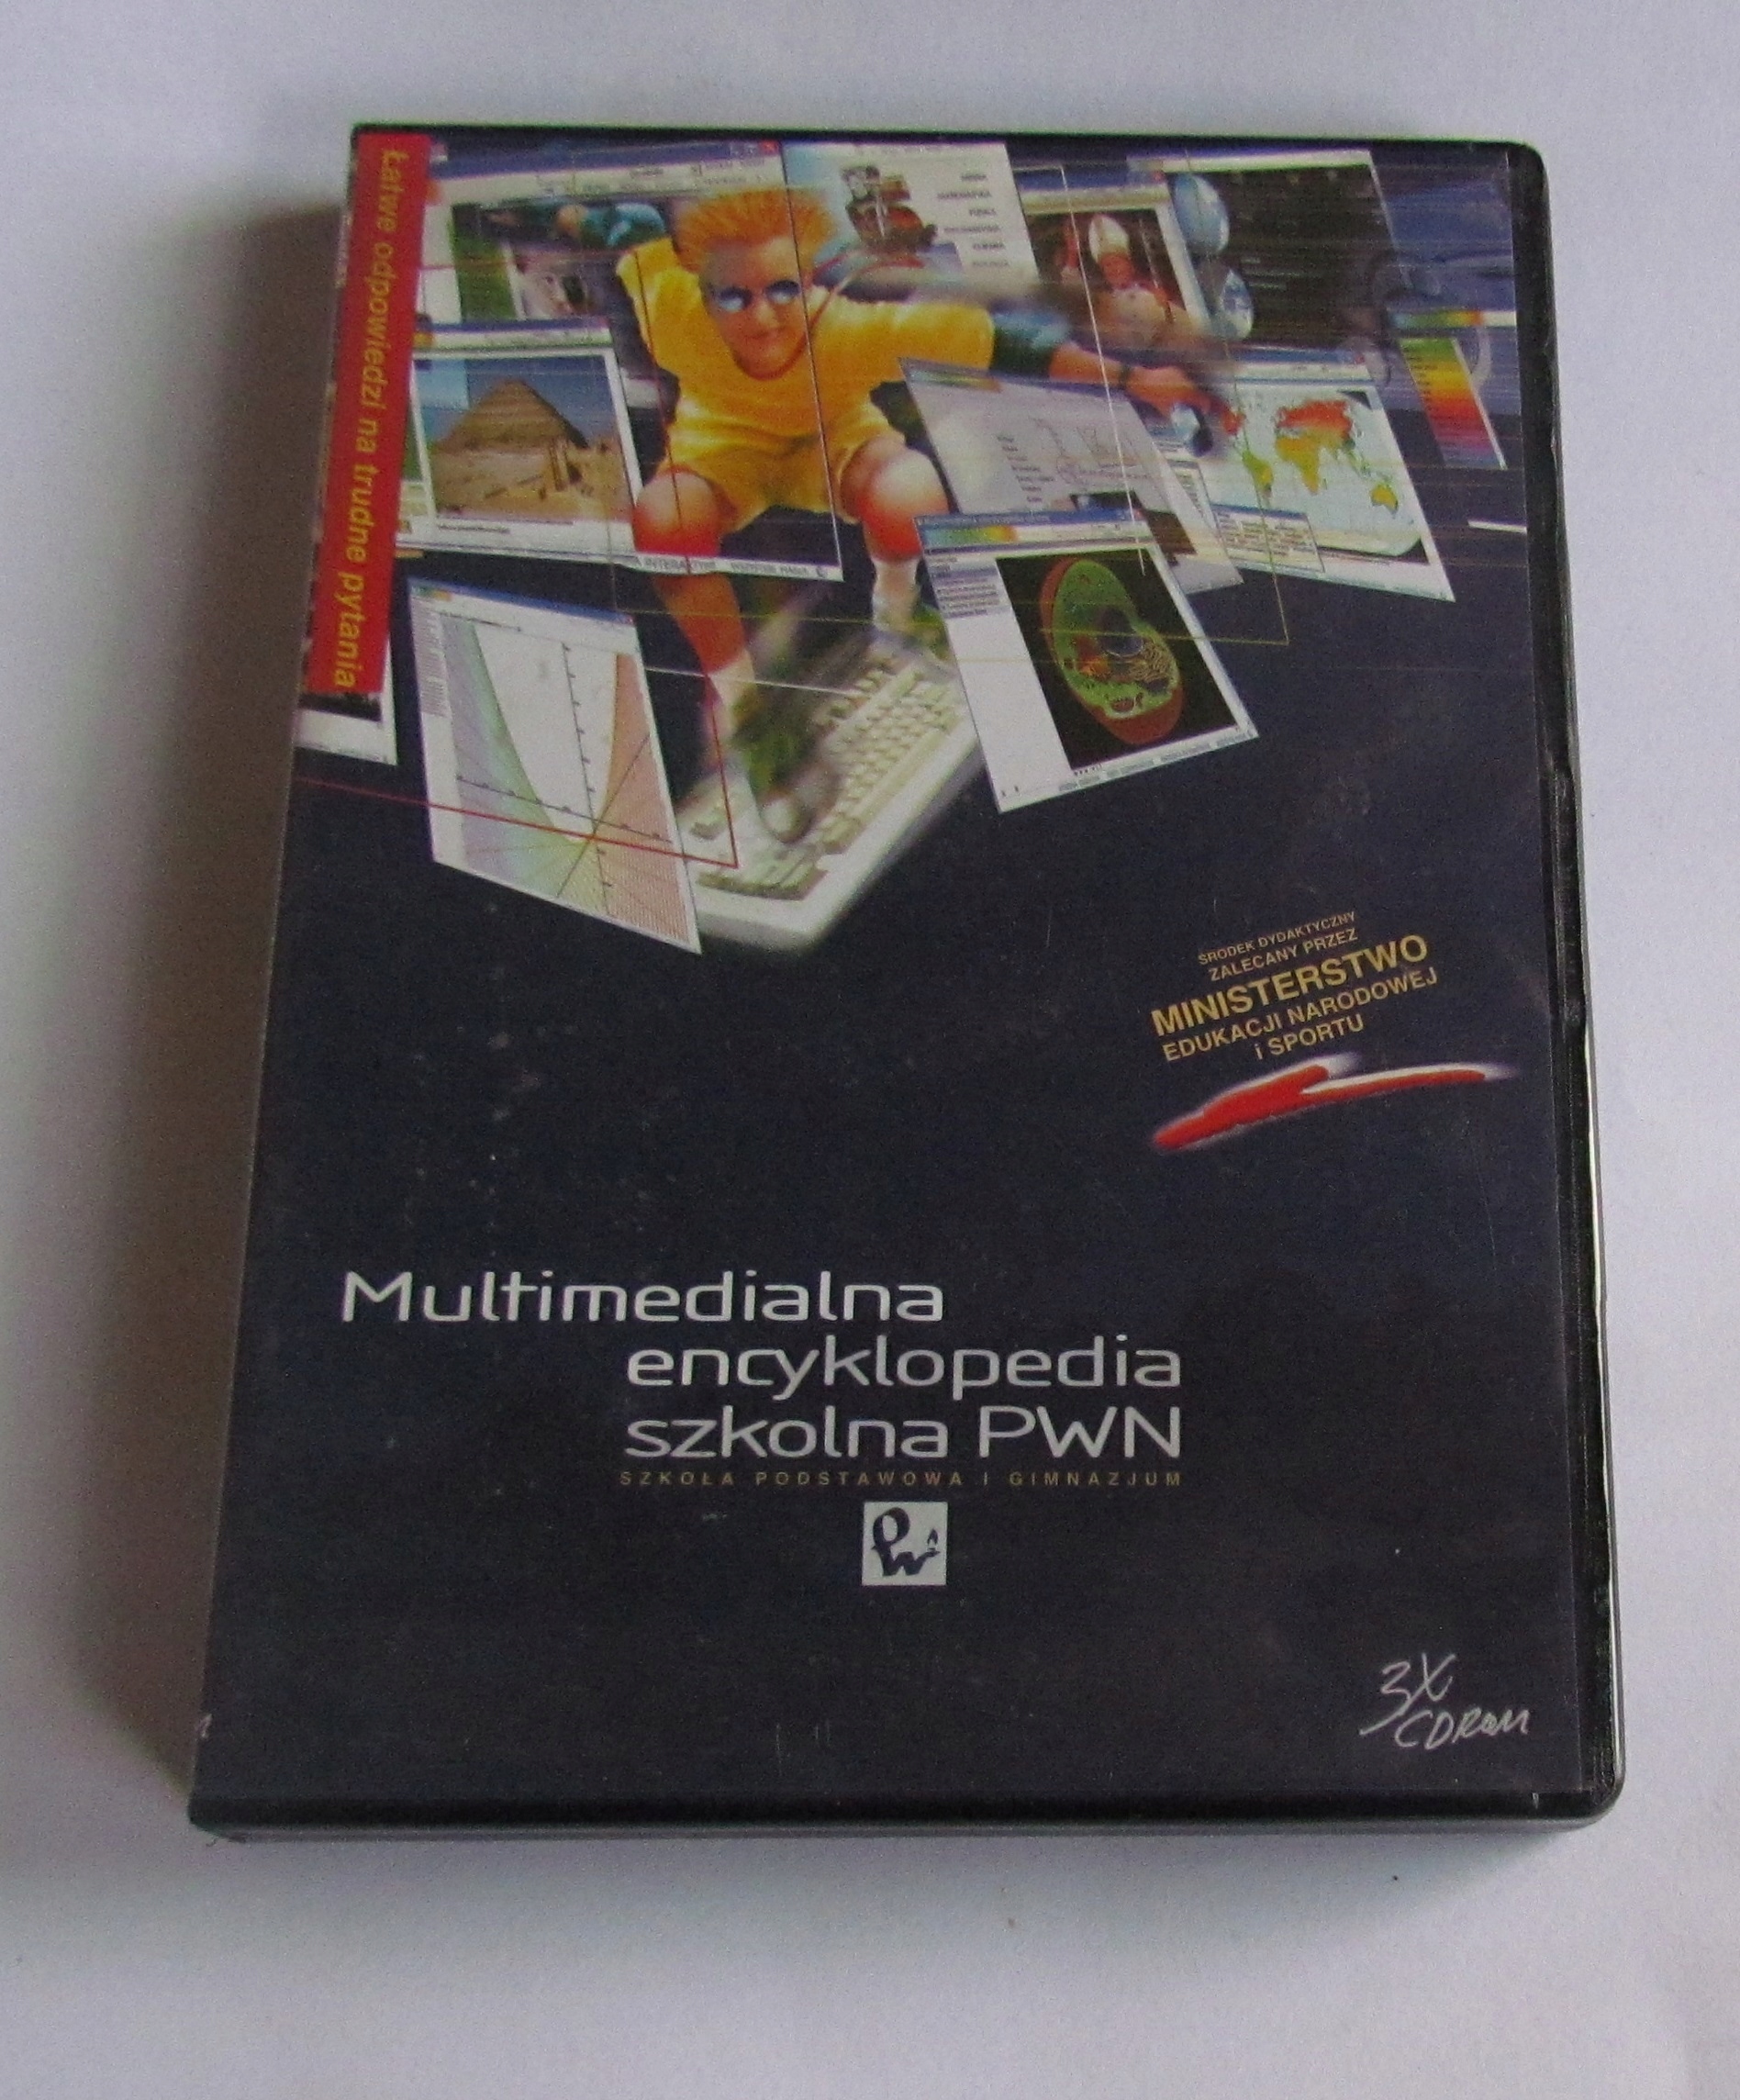 Łatwe odpowiedzi na trudne pytania
ŚRODEK DYDAKTYCZNY
ZALECANY PRZEZ
MINISTERSTWO
EDUKACJI NARODOWEJ
i SPORTU
Multimedialna
encyklopedia
szkolna PWN
SZKOŁA PODSTAWOWA I GIMNAZJUM
3X
CDROM